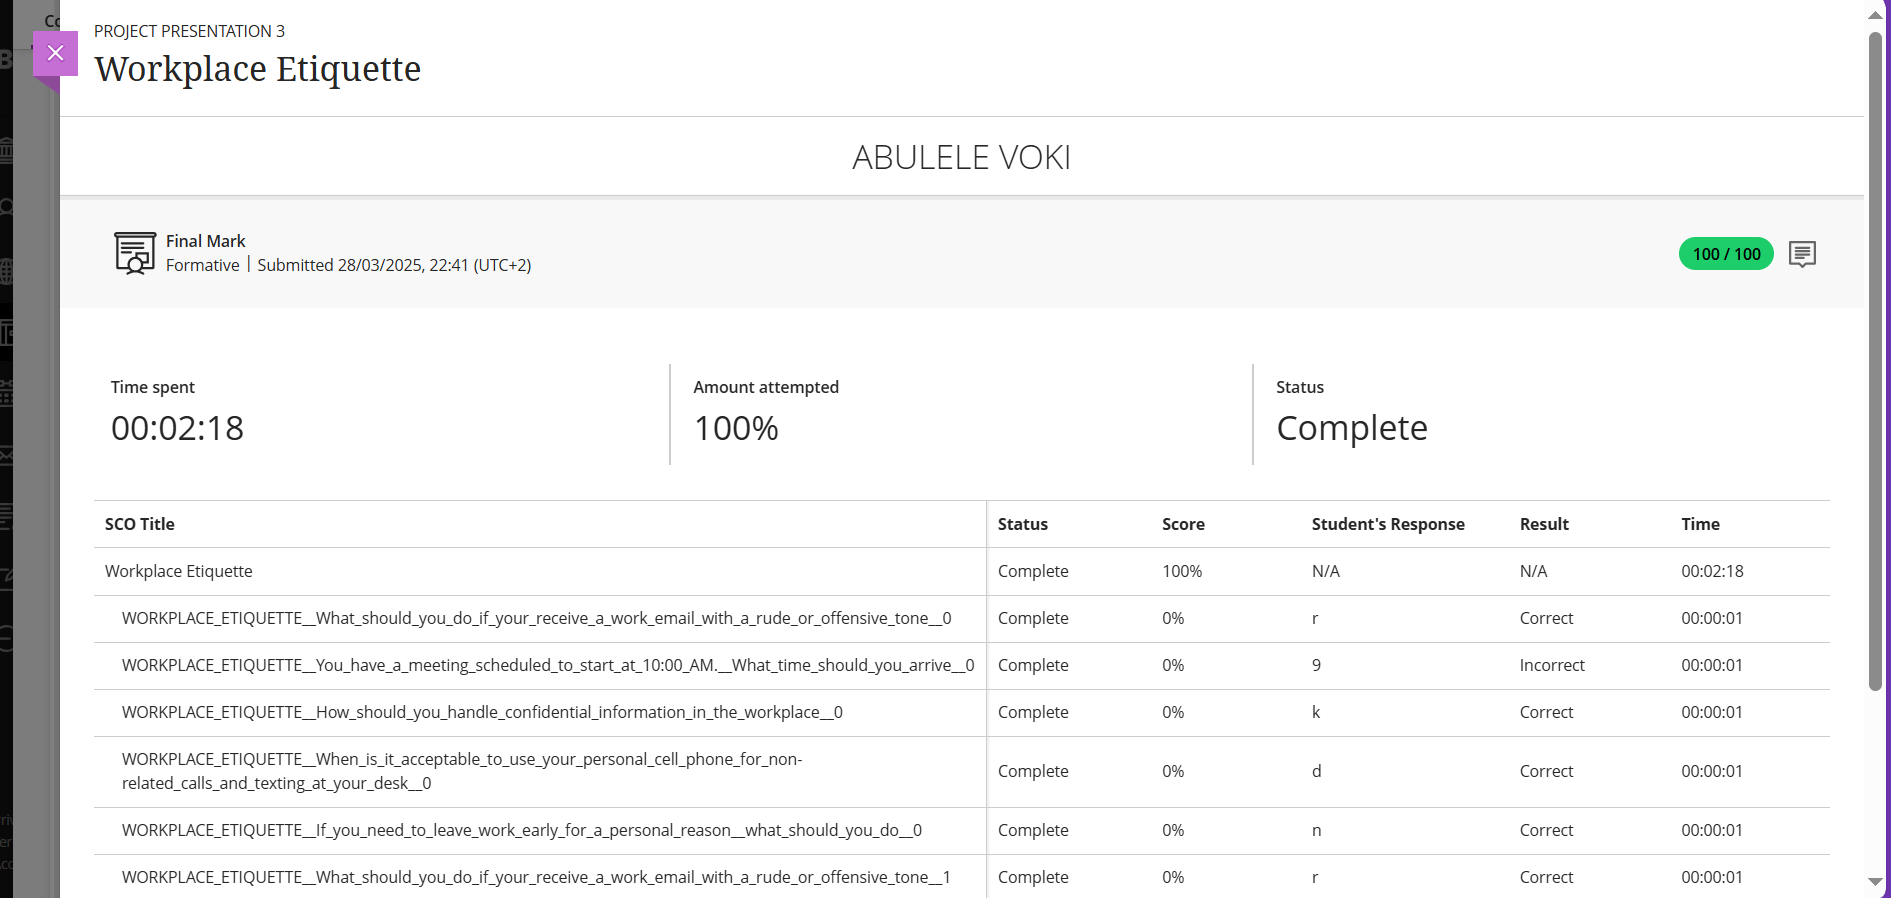 Co
PROJECT PRESENTATION 3
Workplace Etiquette
ABULELE VOKI
Final Mark
Formative | Submitted 28/03/2025, 22:41 (UTC+2)
100 / 100
Time spent
00:02:18
Amount attempted
100%
Status
Complete
SCO Title Status Score Student's Response Result Time
Workplace Etiquette Complete 100% N/A N/A 00:02:18
WORKPLACE_ETIQUETTE__What_should_you_do_if_your_receive_a_work_email_with_a_rude_or_offensive_tone__0 Complete 0% r Correct 00:00:01
WORKPLACE_ETIQUETTE__You_have_a_meeting_scheduled_to_start_at_10:00_AM.__What_time_should_you_arrive__0 Complete 0% 9 Incorrect 00:00:01
WORKPLACE_ETIQUETTE__How_should_you_handle_confidential_information_in_the_workplace__0 Complete 0% k Correct 00:00:01
WORKPLACE_ETIQUETTE__When_is_it_acceptable_to_use_your_personal_cell_phone_for_non-
related_calls_and_texting_at_your_desk__0 Complete 0% d Correct 00:00:01
WORKPLACE_ETIQUETTE__If_you_need_to_leave_work_early_for_a_personal_reason__what_should_you_do__0 Complete 0% n Correct 00:00:01
WORKPLACE_ETIQUETTE__What_should_you_do_if_your_receive_a_work_email_with_a_rude_or_offensive_tone__1 Complete 0% r Correct 00:00:01